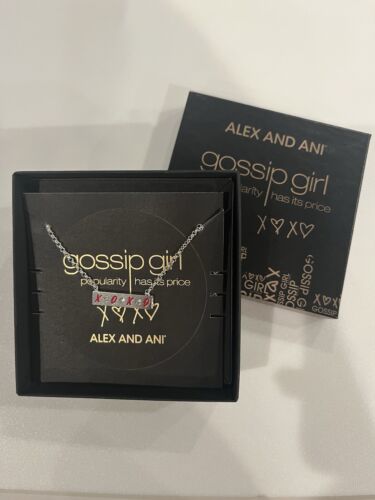 ALEX AND ANI
gossip girl
popularity has its price
XOXO
GOSSIP
gossip girl
popularity has its price
X O X O
XOXO
ALEX AND ANI